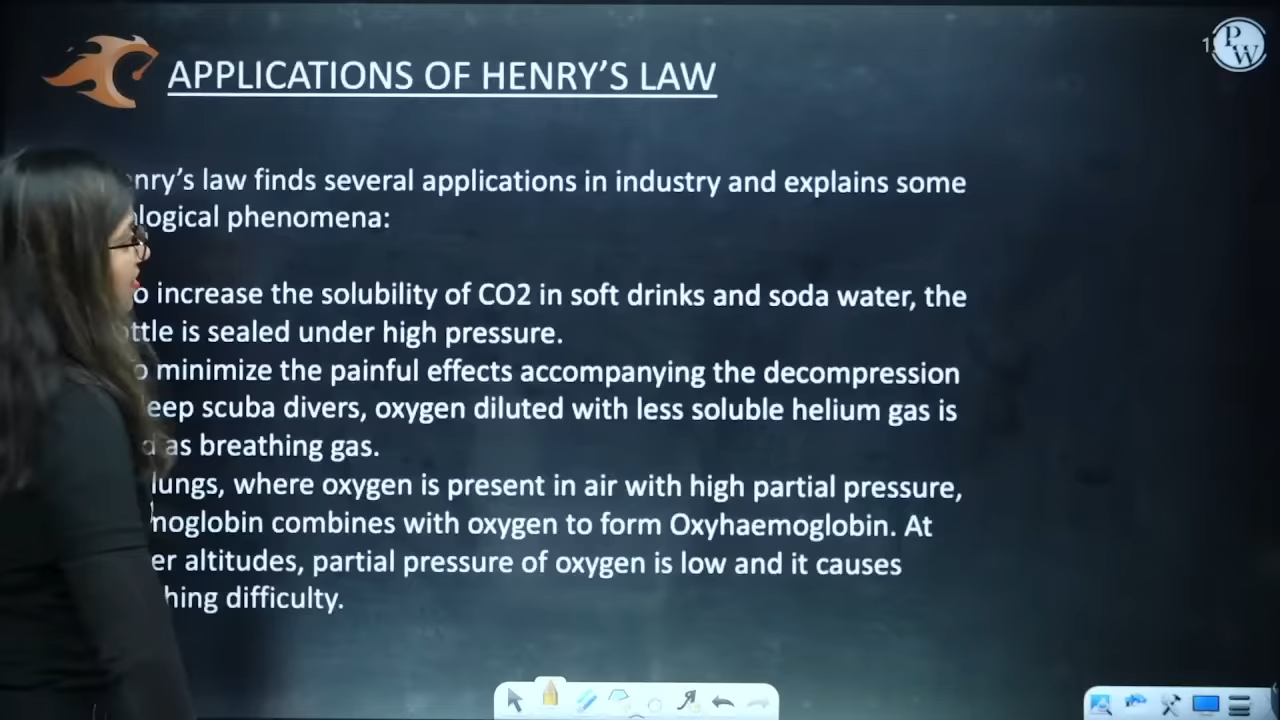 APPLICATIONS OF HENRY'S LAW
1
PW
enry's law finds several applications in industry and explains some
logical phenomena:
o increase the solubility of CO2 in soft drinks and soda water, the
ttle is sealed under high pressure.
o minimize the painful effects accompanying the decompression
eep scuba divers, oxygen diluted with less soluble helium gas is
as breathing gas.
lungs, where oxygen is present in air with high partial pressure,
moglobin combines with oxygen to form Oxyhaemoglobin. At
er altitudes, partial pressure of oxygen is low and it causes
hing difficulty.